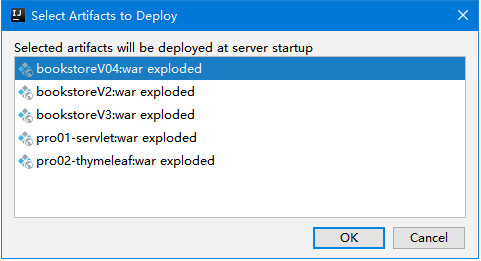 Select Artifacts to Deploy
Selected artifacts will be deployed at server startup
bookstoreV04:war exploded
bookstoreV2:war exploded
bookstoreV3:war exploded
pro01-servlet:war exploded
pro02-thymeleaf:war exploded
OK
Cancel